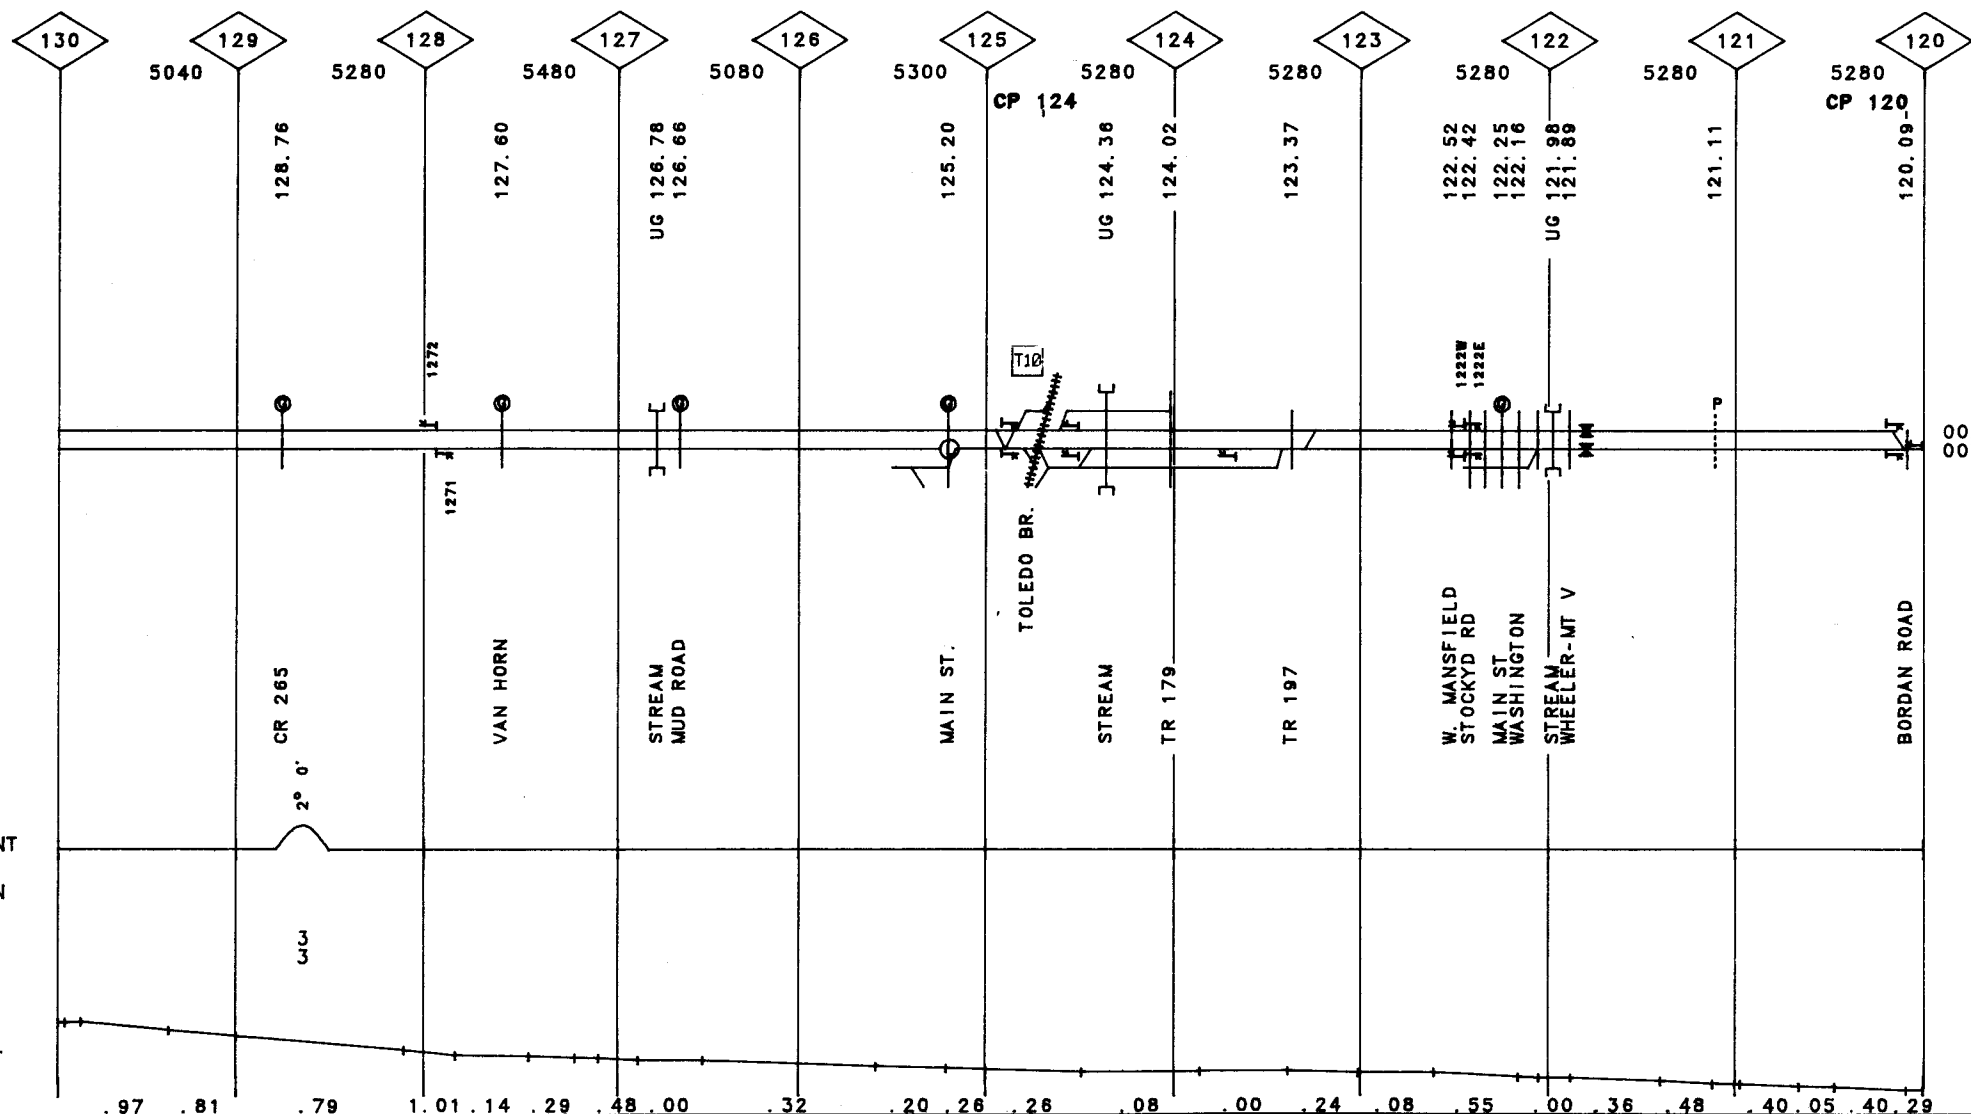 130 129 128 127 126 125 124 123 122 121 120
5040 5280 5480 5080 5300 5280 5280 5280 5280 5280
CP 124 CP 120
128.76
127.60
UG 126.78
126.66
125.20
UG 124.36
124.02
123.37
122.52
122.42
122.25
122.16
UG 121.98
121.89
121.11
120.09
1272
T10
1222W
1222E
G G G G G
P
00
00
1271
TOLEDO BR.
CR 265
VAN HORN
STREAM
MUD ROAD
MAIN ST.
STREAM
TR 179
TR 197
W. MANSFIELD
STOCKYD RD
MAIN ST
WASHINGTON
STREAM
WHEELER-MT V
BORDAN ROAD
2° 0'
NT
N
3
3
.97 .81 .79 1.01 .14 .29 .48 .00 .32 .20 .26 .26 .08 .00 .24 .08 .55 .00 .36 .48 .40 .05 .40 .29